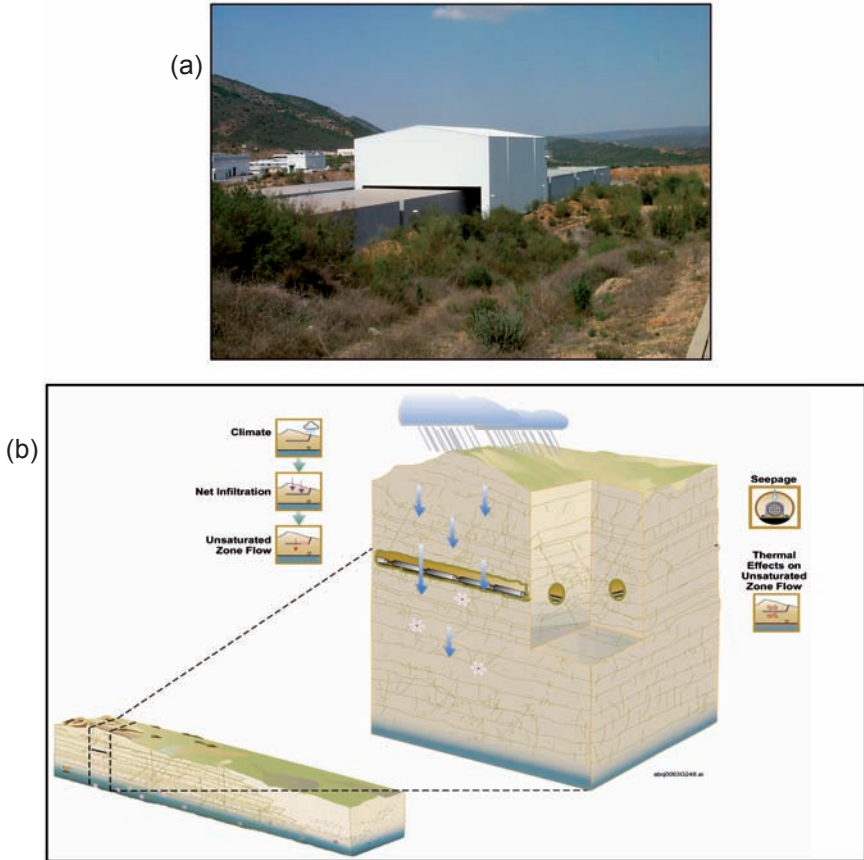 (a)
(b)
Climate
Net Infiltration
Unsaturated
Zone Flow
Seepage
Thermal
Effects on
Unsaturated
Zone Flow
abq0063G248.ai